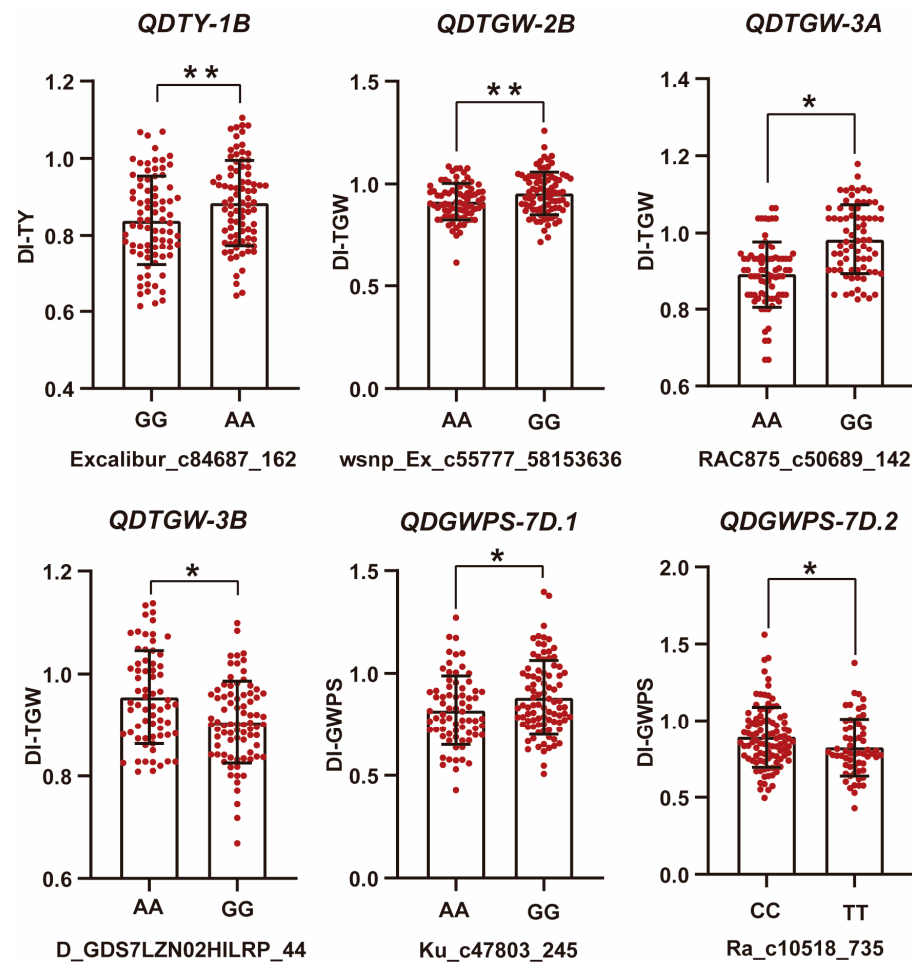 QDTY-1B
**
DI-TY
1.2
1.0
0.8
0.6
0.4
GG AA
Excalibur_c84687_162
QDTGW-2B
**
DI-TGW
1.5
1.0
0.5
0.0
AA GG
wsnp_Ex_c55777_58153636
QDTGW-3A
*
DI-TGW
1.4
1.2
1.0
0.8
0.6
AA GG
RAC875_c50689_142
QDTGW-3B
*
DI-TGW
1.2
1.0
0.8
0.6
AA GG
D_GDS7LZN02HILRP_44
QDGWPS-7D.1
*
DI-GWPS
1.5
1.0
0.5
0.0
AA GG
Ku_c47803_245
QDGWPS-7D.2
*
DI-GWPS
2.0
1.5
1.0
0.5
0.0
CC TT
Ra_c10518_735